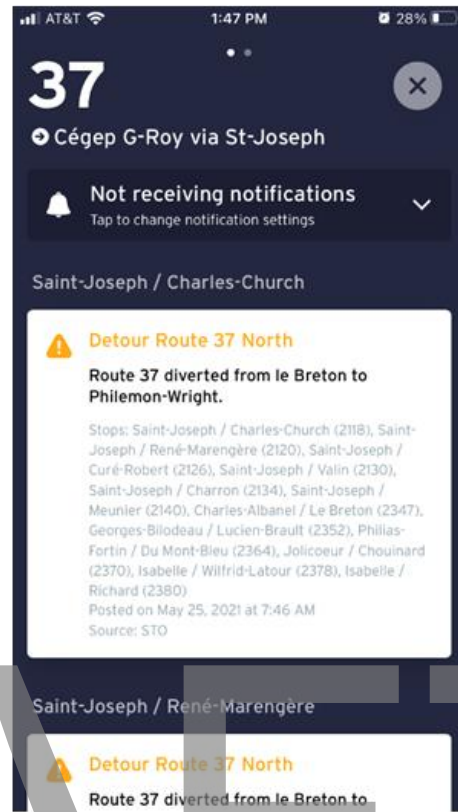 AT&T 1:47 PM 28%
37
Cégep G-Roy via St-Joseph
Not receiving notifications
Tap to change notification settings
Saint-Joseph / Charles-Church
Detour Route 37 North
Route 37 diverted from le Breton to
Philemon-Wright.
Stops: Saint-Joseph / Charles-Church (2118), Saint-
Joseph / René-Marengère (2120), Saint-Joseph /
Curé-Robert (2126), Saint-Joseph / Valin (2130),
Saint-Joseph / Charron (2134), Saint-Joseph /
Meunier (2140), Charles-Albanel / Le Breton (2347),
Georges-Bilodeau / Lucien-Brault (2352), Philias-
Fortin / Du Mont-Bleu (2364), Jolicoeur / Chouinard
(2370), Isabelle / Wilfrid-Latour (2378), Isabelle /
Richard (2380)
Posted on May 25, 2021 at 7:46 AM
Source: STO
Saint-Joseph / René-Marengère
Detour Route 37 North
Route 37 diverted from le Breton to